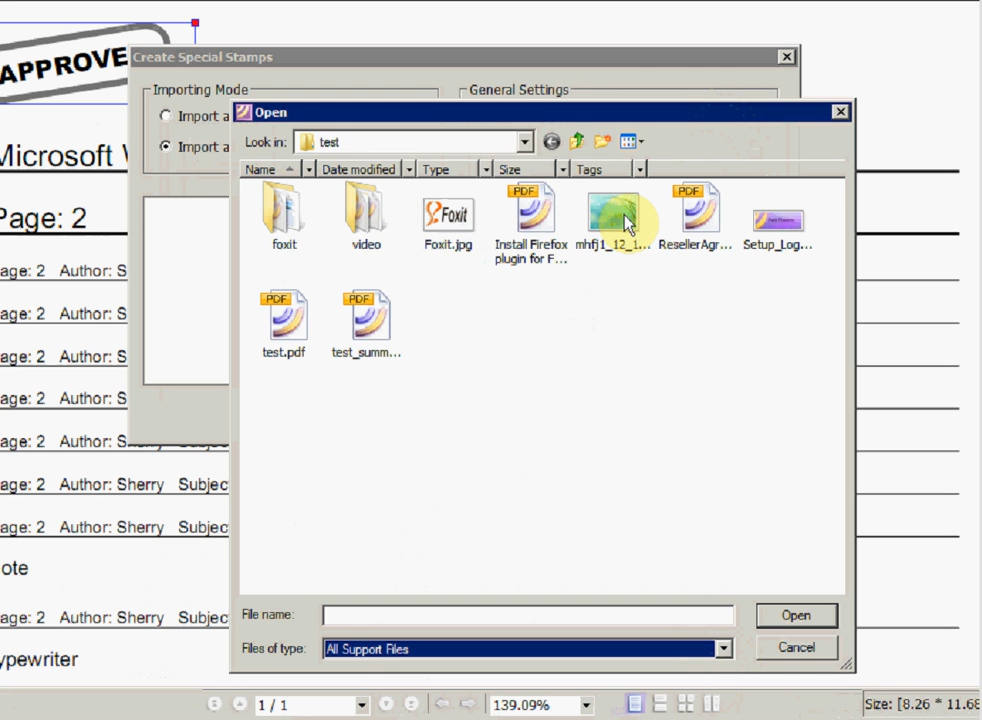 APPROVE
Create Special Stamps
Importing Mode
General Settings
Import a
Import a
Open
Look in:
test
Name
Date modified
Type
Size
Tags
PDF
Foxit
PDF
foxit
video
Foxit.jpg
Install Firefox
plugin for F...
mhfj1_12_1...
ResellerAgr...
Setup_Log...
PDF
PDF
test.pdf
test_summ...
Microsoft
Page: 2
age: 2 Author: S
age: 2 Author: S
age: 2 Author: S
age: 2 Author: S
age: 2 Author: S
age: 2 Author: Sherry Subjec
age: 2 Author: Sherry Subjec
ote
age: 2 Author: Sherry Subjec
ypewriter
File name:
Open
Files of type:
All Support Files
Cancel
1 / 1
139.09%
Size: [8.26 * 11.68